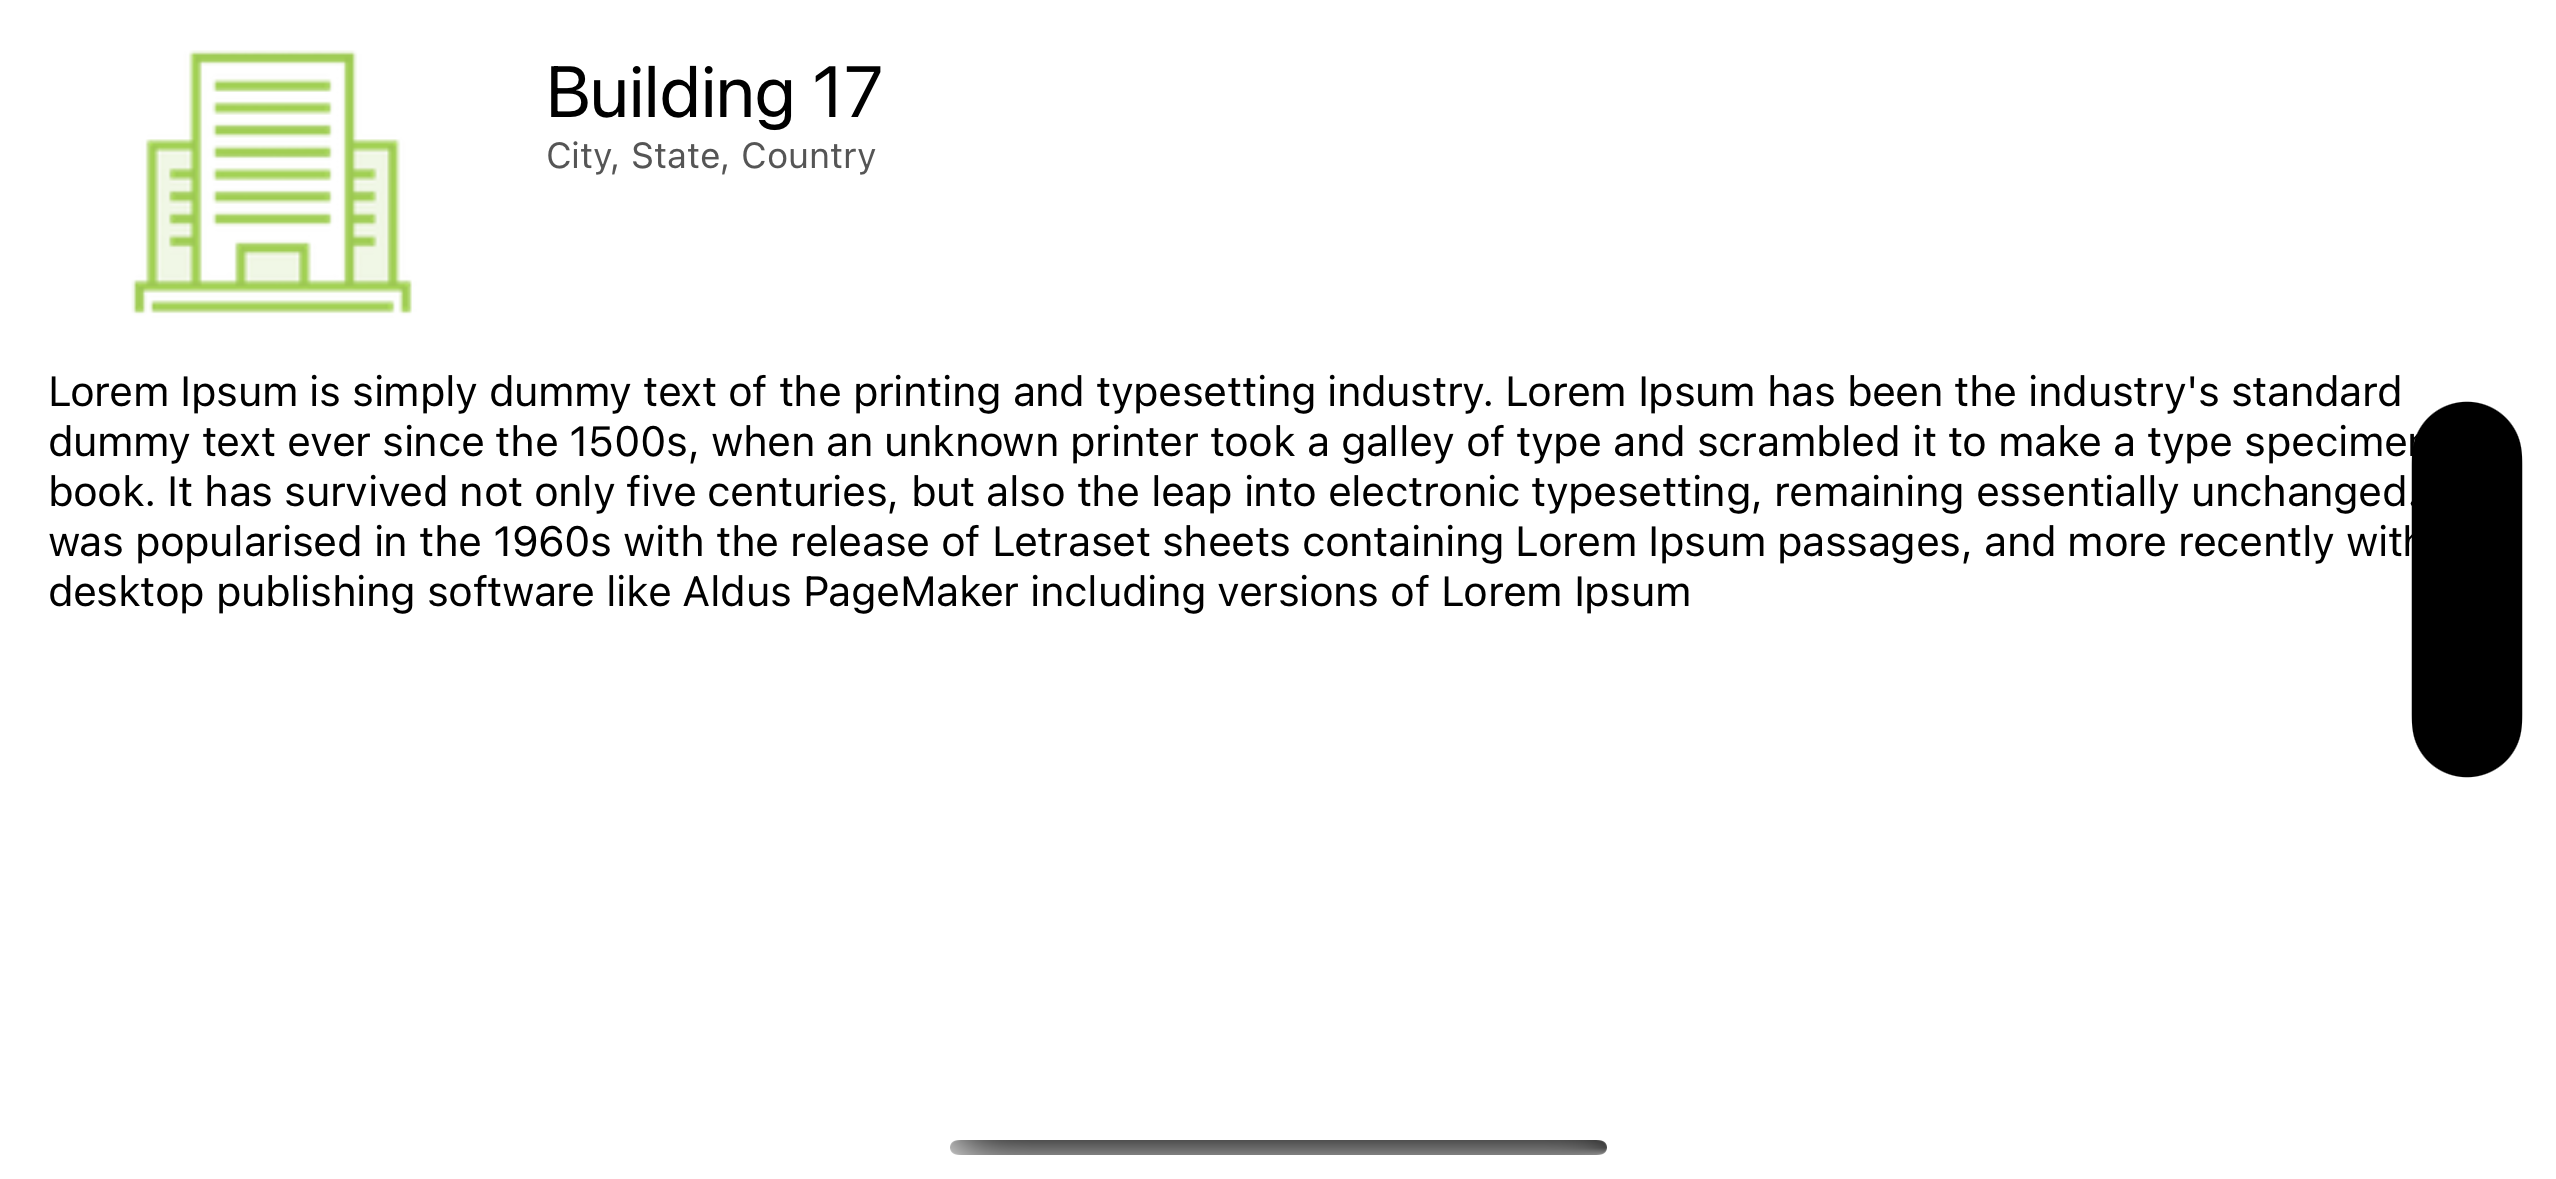 Building 17
City, State, Country
Lorem Ipsum is simply dummy text of the printing and typesetting industry. Lorem Ipsum has been the industry's standard
dummy text ever since the 1500s, when an unknown printer took a galley of type and scrambled it to make a type specimen
book. It has survived not only five centuries, but also the leap into electronic typesetting, remaining essentially unchanged.
was popularised in the 1960s with the release of Letraset sheets containing Lorem Ipsum passages, and more recently with
desktop publishing software like Aldus PageMaker including versions of Lorem Ipsum